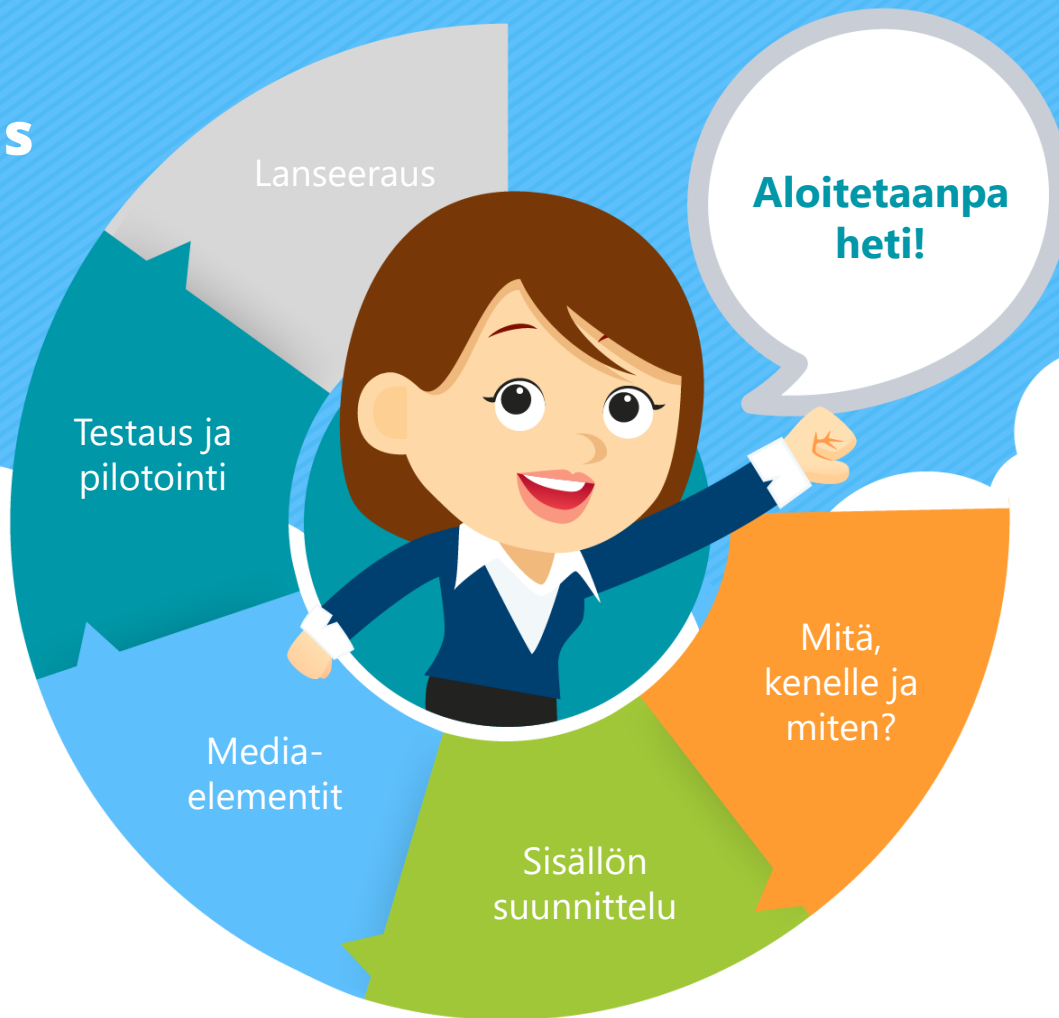 s
Lanseeraus
Aloitetaanpa
heti!
Testaus ja
pilotointi
Mitä,
kenelle ja
miten?
Media-
elementit
Sisällön
suunnittelu